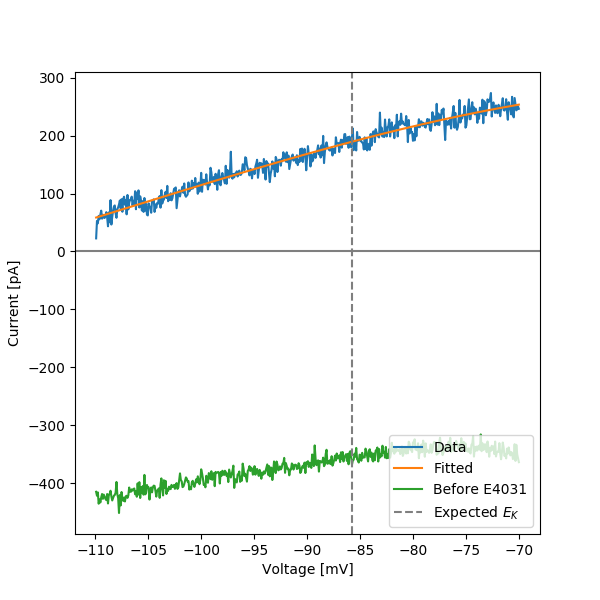 300
200
100
0
−100
−200
−300
−400
Current [pA]
Data
Fitted
Before E4031
Expected $E_K$
−110
−105
−100
−95
−90
−85
−80
−75
−70
Voltage [mV]